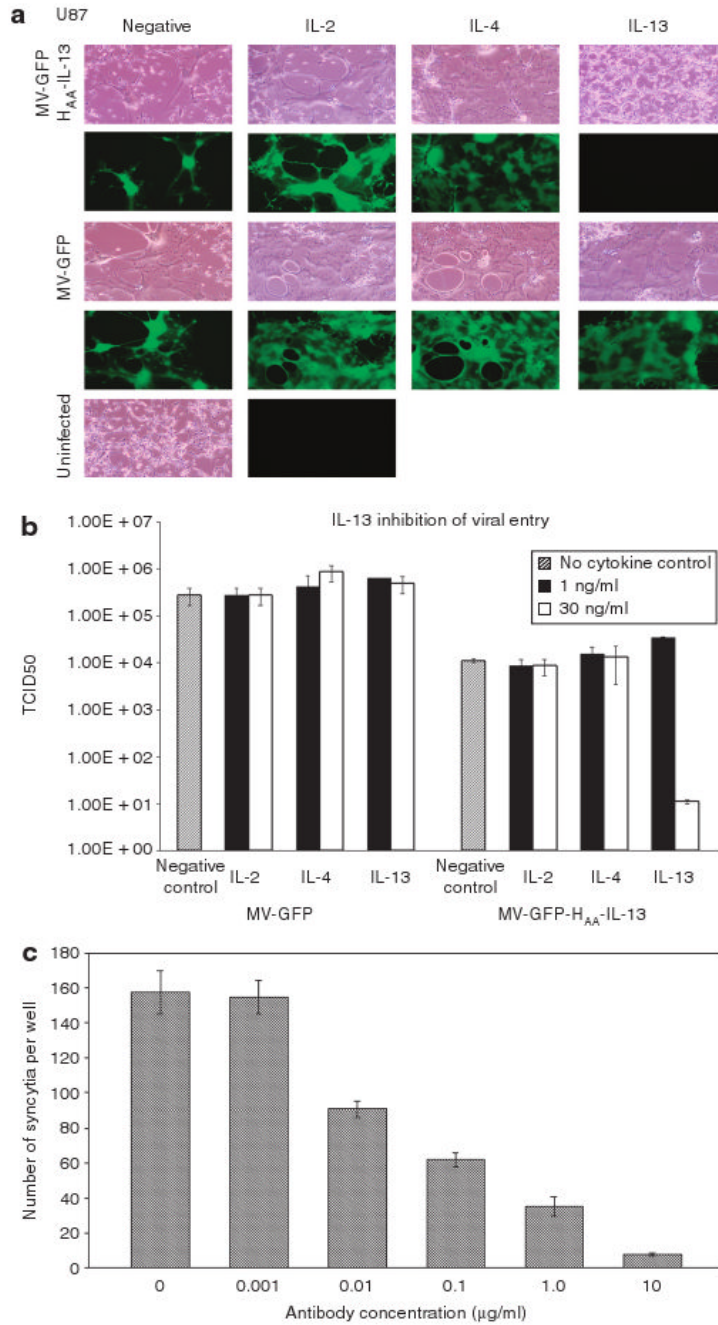 a
U87
Negative
IL-2
IL-4
IL-13
MV-GFP
H_AA-IL-13
MV-GFP
Uninfected
b
IL-13 inhibition of viral entry
1.00E + 07
1.00E + 06
1.00E + 05
1.00E + 04
1.00E + 03
1.00E + 02
1.00E + 01
1.00E + 00
TCID50
No cytokine control
1 ng/ml
30 ng/ml
Negative control
IL-2
IL-4
IL-13
Negative control
IL-2
IL-4
IL-13
MV-GFP
MV-GFP-H_AA-IL-13
c
180
160
140
120
100
80
60
40
20
0
Number of syncytia per well
0
0.001
0.01
0.1
1.0
10
Antibody concentration (µg/ml)